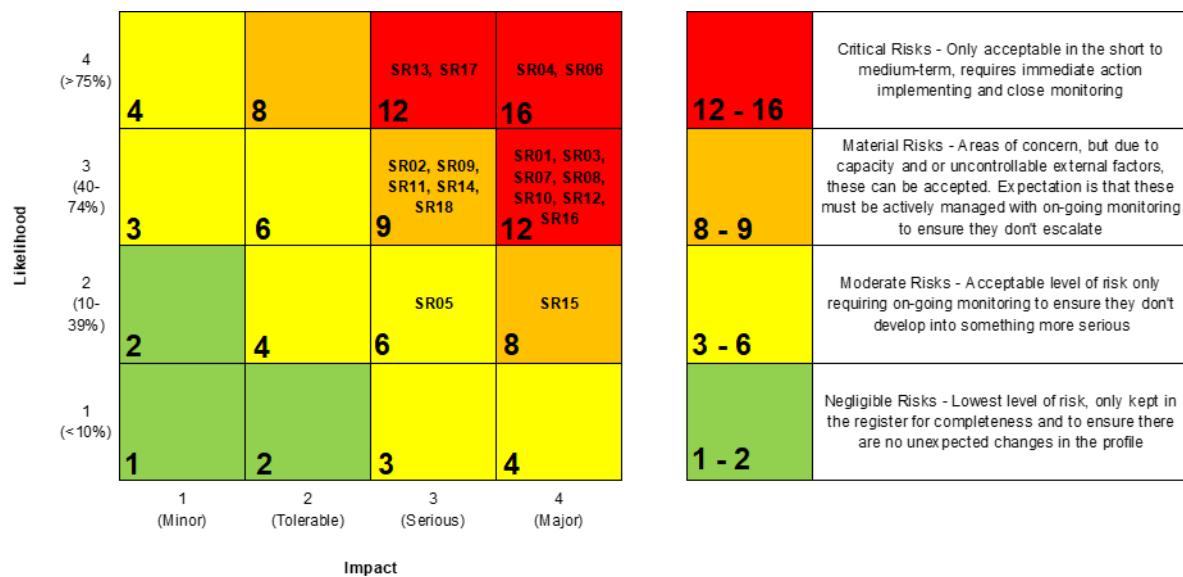 4
(>75%)
SR13, SR17
SR04, SR06
4
8
12
16
12 - 16
Critical Risks - Only acceptable in the short to
medium-term, requires immediate action
implementing and close monitoring
3
(40-
74%)
SR02, SR09,
SR11, SR14,
SR18
SR01, SR03,
SR07, SR08,
SR10, SR12,
SR16
3
6
9
12
8 - 9
Material Risks - Areas of concern, but due to
capacity and or uncontrollable external factors,
these can be accepted. Expectation is that these
must be actively managed with on-going monitoring
to ensure they don't escalate
Likelihood
2
(10-
39%)
SR05
SR15
2
4
6
8
3 - 6
Moderate Risks - Acceptable level of risk only
requiring on-going monitoring to ensure they don't
develop into something more serious
1
(<10%)
1
2
3
4
1 - 2
Negligible Risks - Lowest level of risk, only kept in
the register for completeness and to ensure there
are no unexpected changes in the profile
1
(Minor)
2
(Tolerable)
3
(Serious)
4
(Major)
Impact